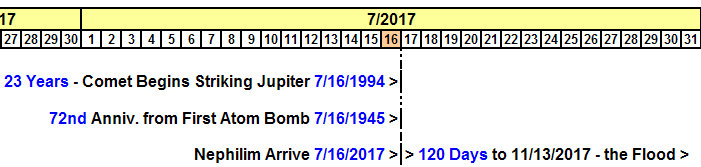 17 7/2017
27 28 29 30 1 2 3 4 5 6 7 8 9 10 11 12 13 14 15 16 17 18 19 20 21 22 23 24 25 26 27 28 29 30 31
23 Years - Comet Begins Striking Jupiter 7/16/1994 >
72nd Anniv. from First Atom Bomb 7/16/1945 >
Nephilim Arrive 7/16/2017 > > 120 Days to 11/13/2017 - the Flood >